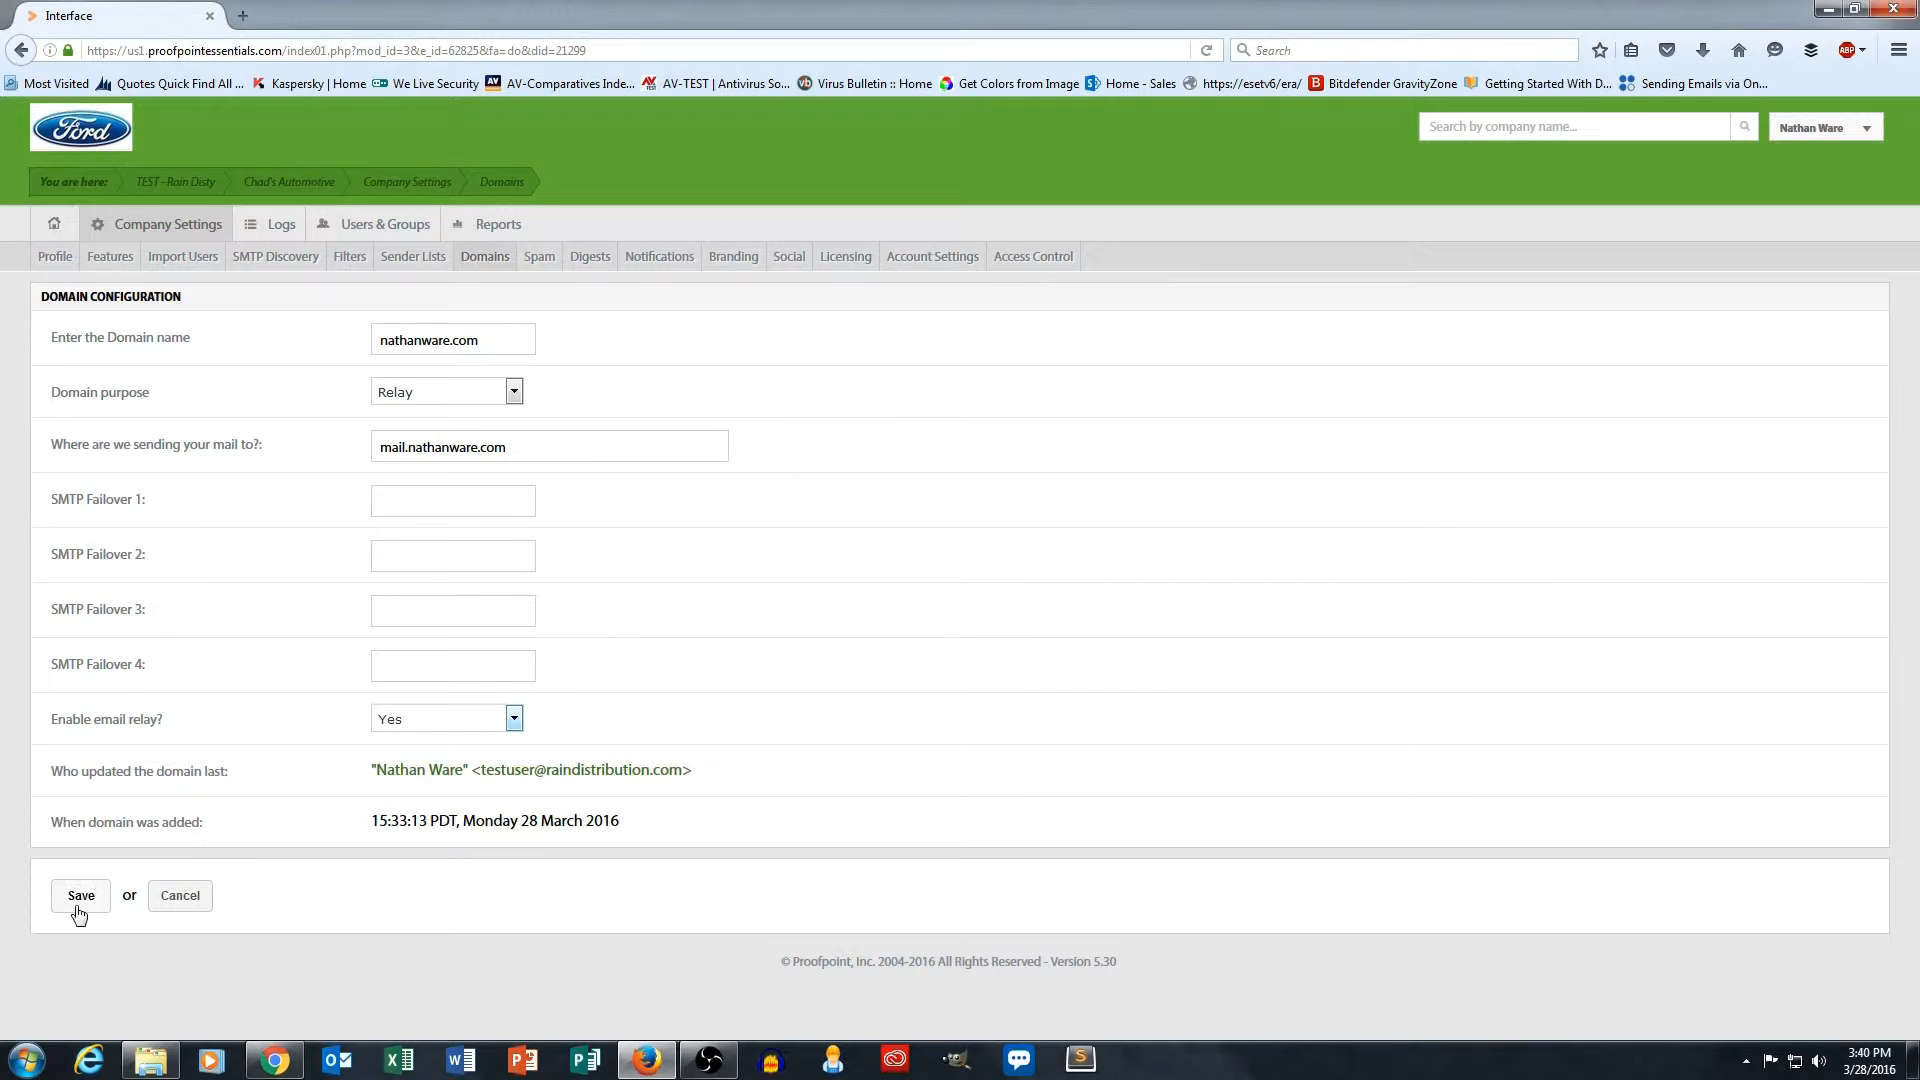 Interface
https://us1.proofpointessentials.com/index01.php?mod_id=3&e_id=62825&fa=do&did=21299
Search
ABP
Most Visited
Quotes Quick Find All ...
Kaspersky | Home
We Live Security
AV-Comparatives Inde...
AV-TEST | Antivirus So...
Virus Bulletin :: Home
Get Colors from Image
Home - Sales
https://esetv6/era/
Bitdefender GravityZone
Getting Started With D...
Sending Emails via On...
Ford
Search by company name...
Nathan Ware
You are here:
TEST - Rain Disty
Chad's Automotive
Company Settings
Domains
Company Settings
Logs
Users & Groups
Reports
Profile
Features
Import Users
SMTP Discovery
Filters
Sender Lists
Domains
Spam
Digests
Notifications
Branding
Social
Licensing
Account Settings
Access Control
DOMAIN CONFIGURATION
Enter the Domain name
nathanware.com
Domain purpose
Relay
Where are we sending your mail to?:
mail.nathanware.com
SMTP Failover 1:
SMTP Failover 2:
SMTP Failover 3:
SMTP Failover 4:
Enable email relay?
Yes
Who updated the domain last:
"Nathan Ware" <testuser@raindistribution.com>
When domain was added:
15:33:13 PDT, Monday 28 March 2016
Save
or
Cancel
© Proofpoint, Inc. 2004-2016 All Rights Reserved - Version 5.30
3:40 PM
3/28/2016